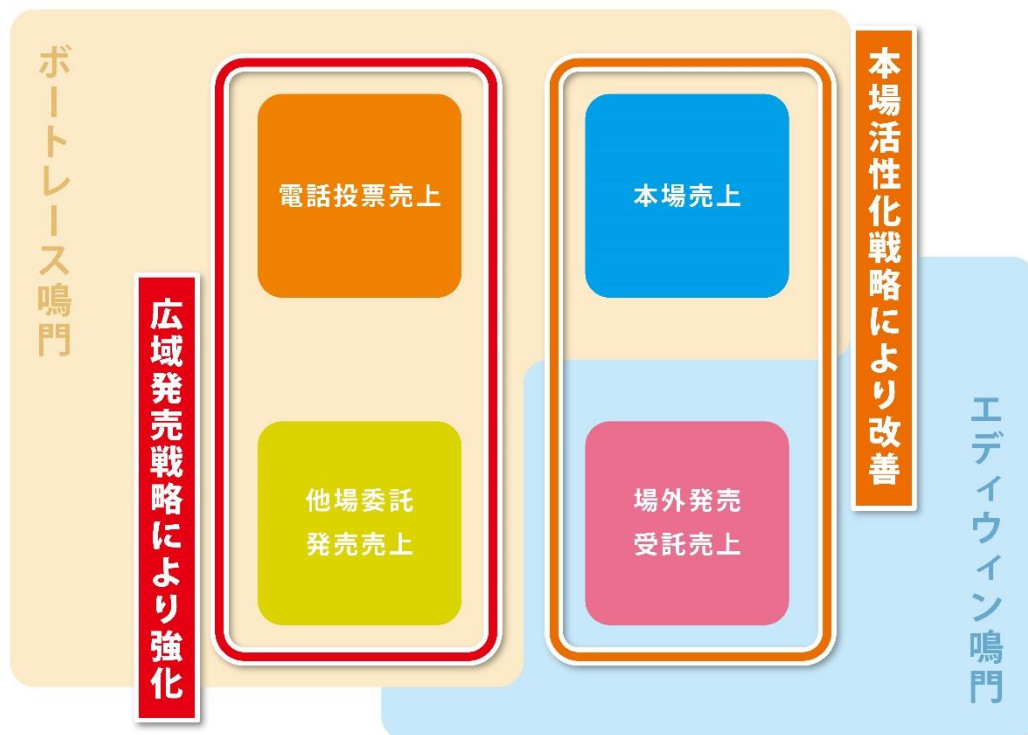 ボートレース鳴門
広域発売戦略により強化
電話投票売上
他場委託
発売売上
本場売上
場外発売
受託売上
本場活性化戦略により改善
エディウィン鳴門